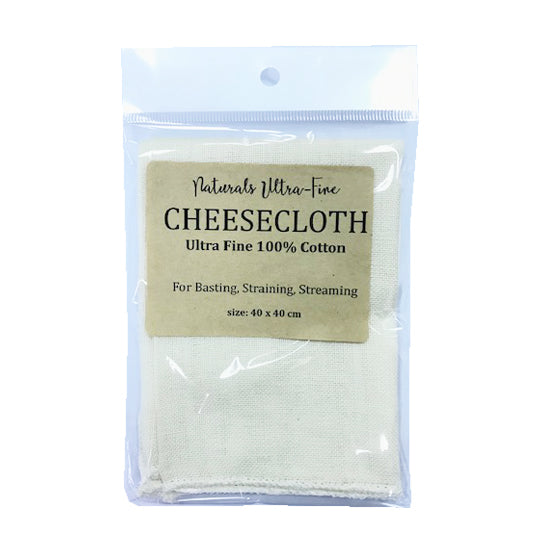 Naturals Ultra-Fine
CHEESECLOTH
Ultra Fine 100% Cotton
For Basting, Straining, Streaming
size: 40 x 40 cm